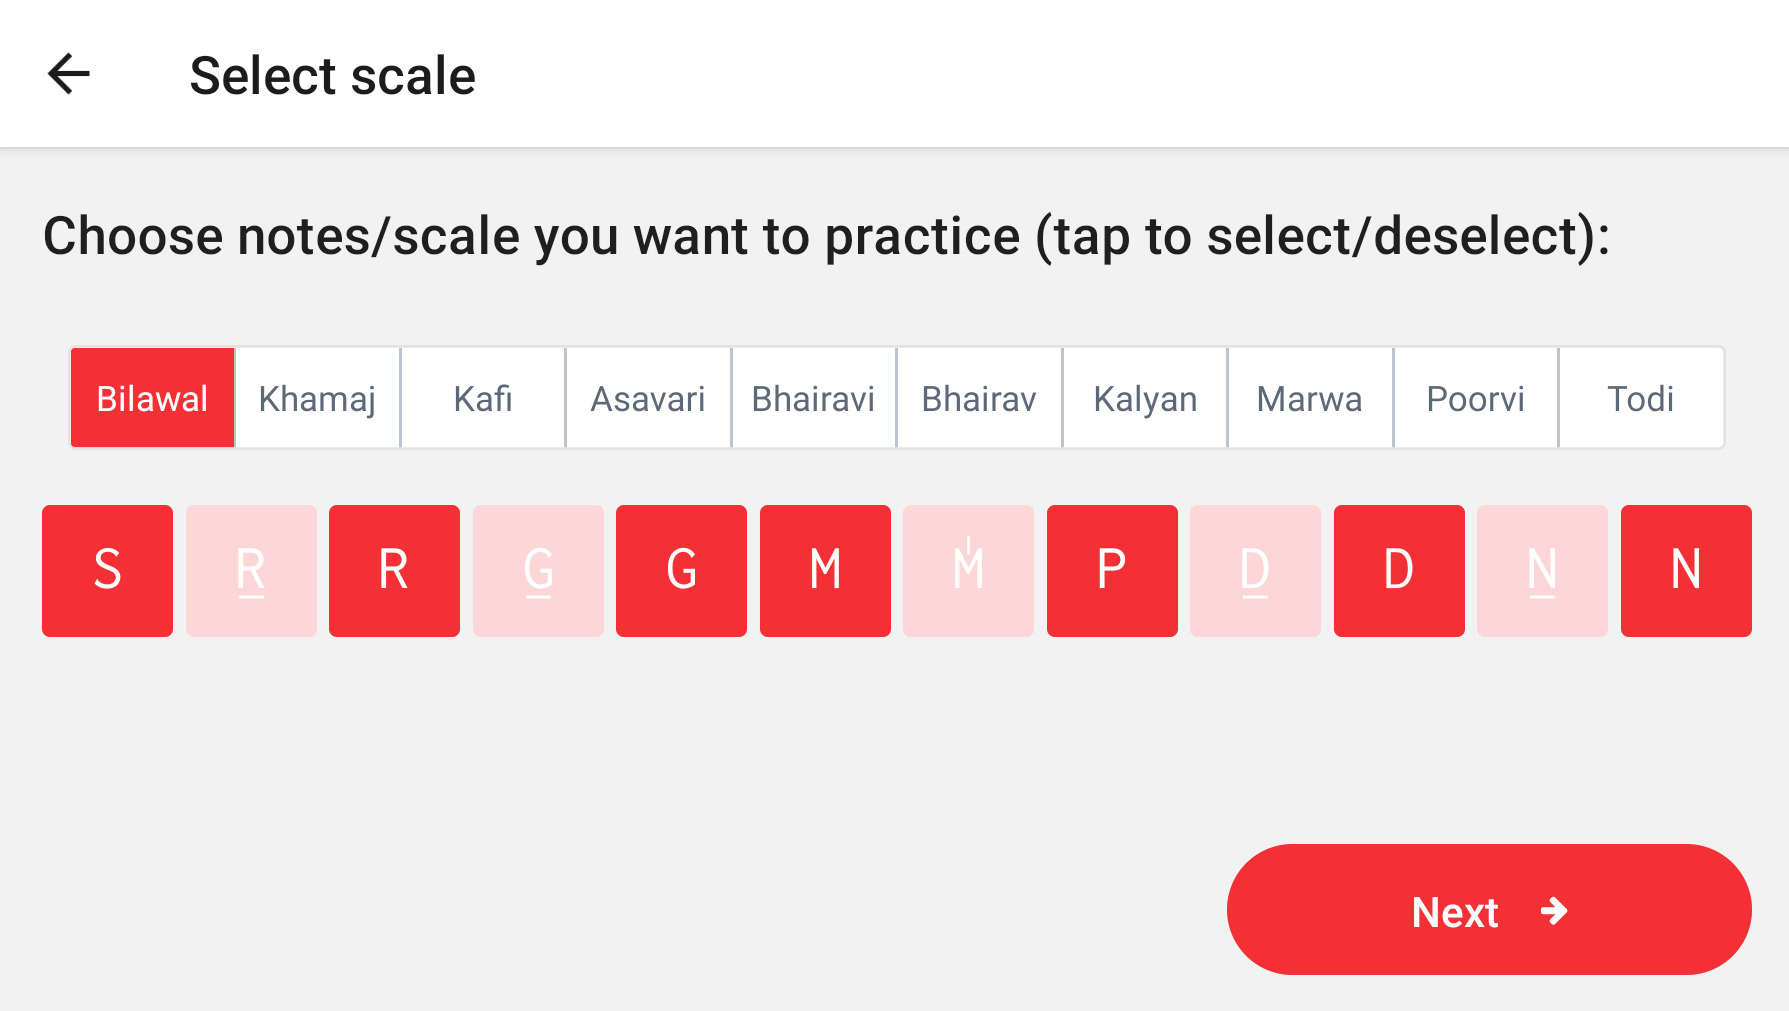 Select scale
Choose notes/scale you want to practice (tap to select/deselect):
Bilawal Khamaj Kafi Asavari Bhairavi Bhairav Kalyan Marwa Poorvi Todi
S R̲ R G̲ G M M̍ P D̲ D N̲ N
Next